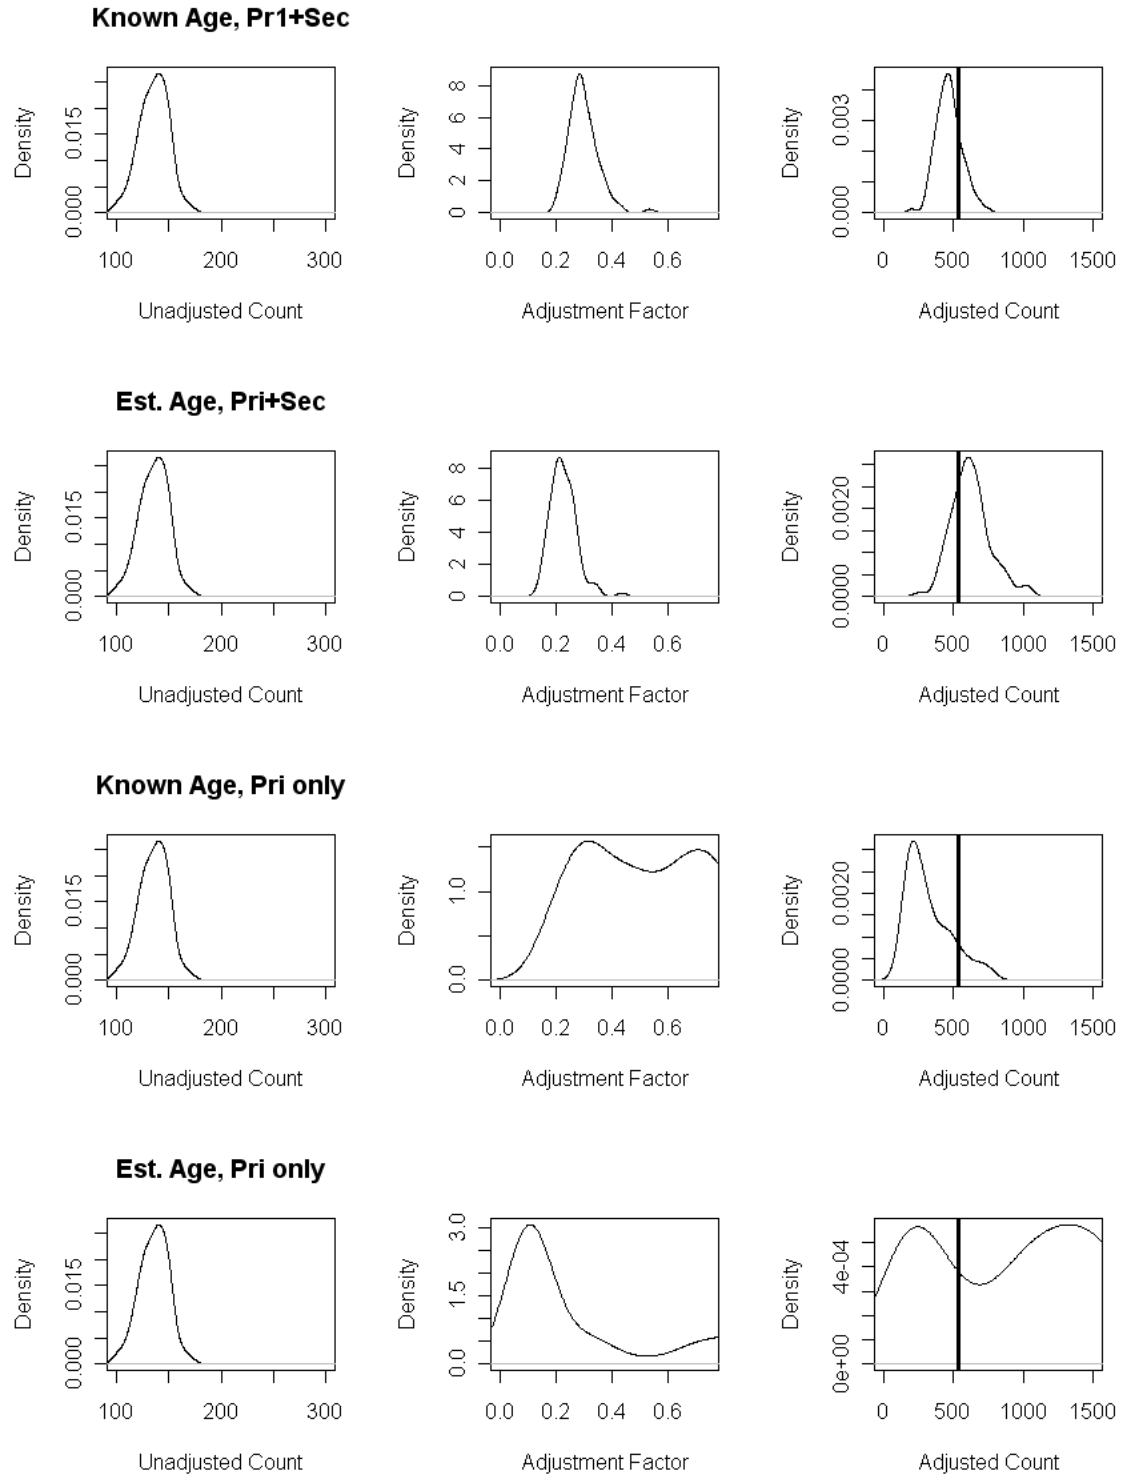 Known Age, Pr1+Sec
Density
0.000 0.015
100 200 300
Unadjusted Count
Density
0 2 4 6 8
0.0 0.2 0.4 0.6
Adjustment Factor
Density
0.000 0.003
0 500 1000 1500
Adjusted Count
Est. Age, Pri+Sec
Density
0.000 0.015
100 200 300
Unadjusted Count
Density
0 2 4 6 8
0.0 0.2 0.4 0.6
Adjustment Factor
Density
0.0000 0.0020
0 500 1000 1500
Adjusted Count
Known Age, Pri only
Density
0.000 0.015
100 200 300
Unadjusted Count
Density
0.0 1.0
0.0 0.2 0.4 0.6
Adjustment Factor
Density
0.0000 0.0020
0 500 1000 1500
Adjusted Count
Est. Age, Pri only
Density
0.000 0.015
100 200 300
Unadjusted Count
Density
0.0 1.5 3.0
0.0 0.2 0.4 0.6
Adjustment Factor
Density
0e+00 4e-04
0 500 1000 1500
Adjusted Count